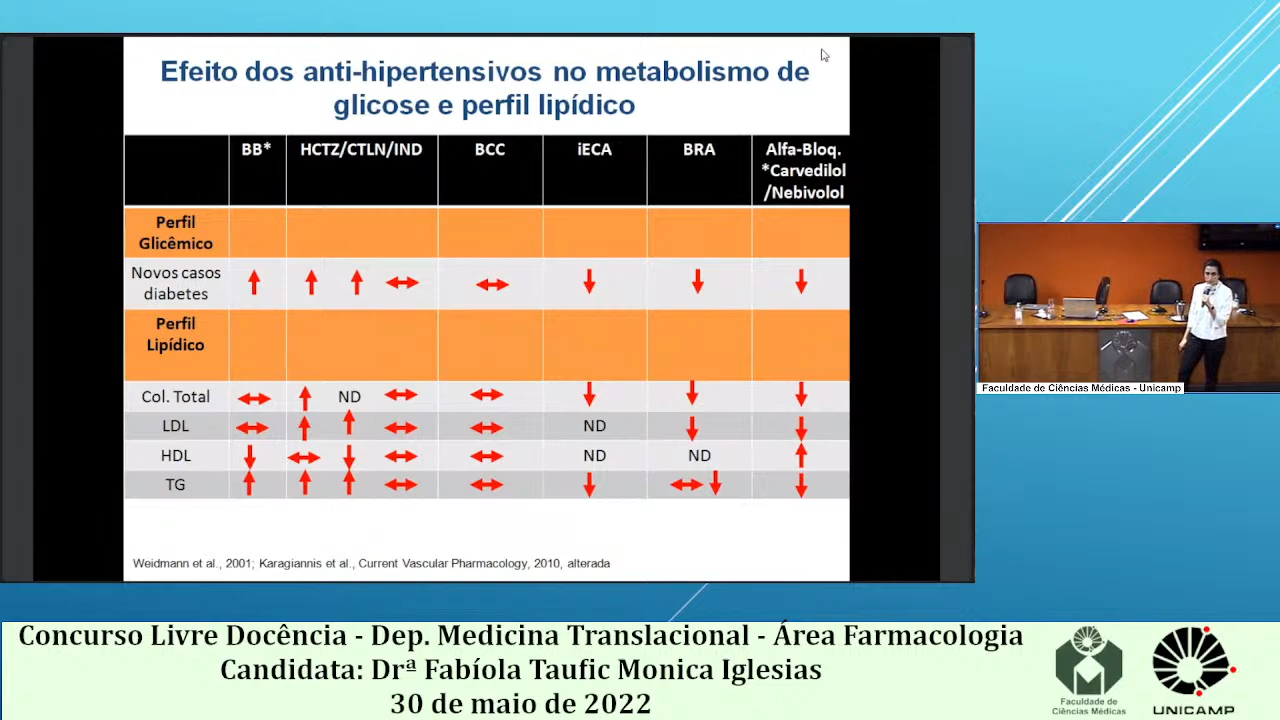 Efeito dos anti-hipertensivos no metabolismo de
glicose e perfil lipídico
BB* HCTZ/CTLN/IND BCC iECA BRA Alfa-Bloq.
*Carvedilol
/Nebivolol
Perfil
Glicêmico
Novos casos
diabetes
Perfil
Lipídico
Col. Total ND
LDL ND
HDL ND ND
TG
Weidmann et al., 2001; Karagiannis et al., Current Vascular Pharmacology, 2010, alterada
Faculdade de Ciências Médicas - Unicamp
Concurso Livre Docência - Dep. Medicina Translacional - Área Farmacologia
Candidata: Drª Fabíola Taufic Monica Iglesias
30 de maio de 2022
Faculdade de
Ciências Médicas
UNICAMP